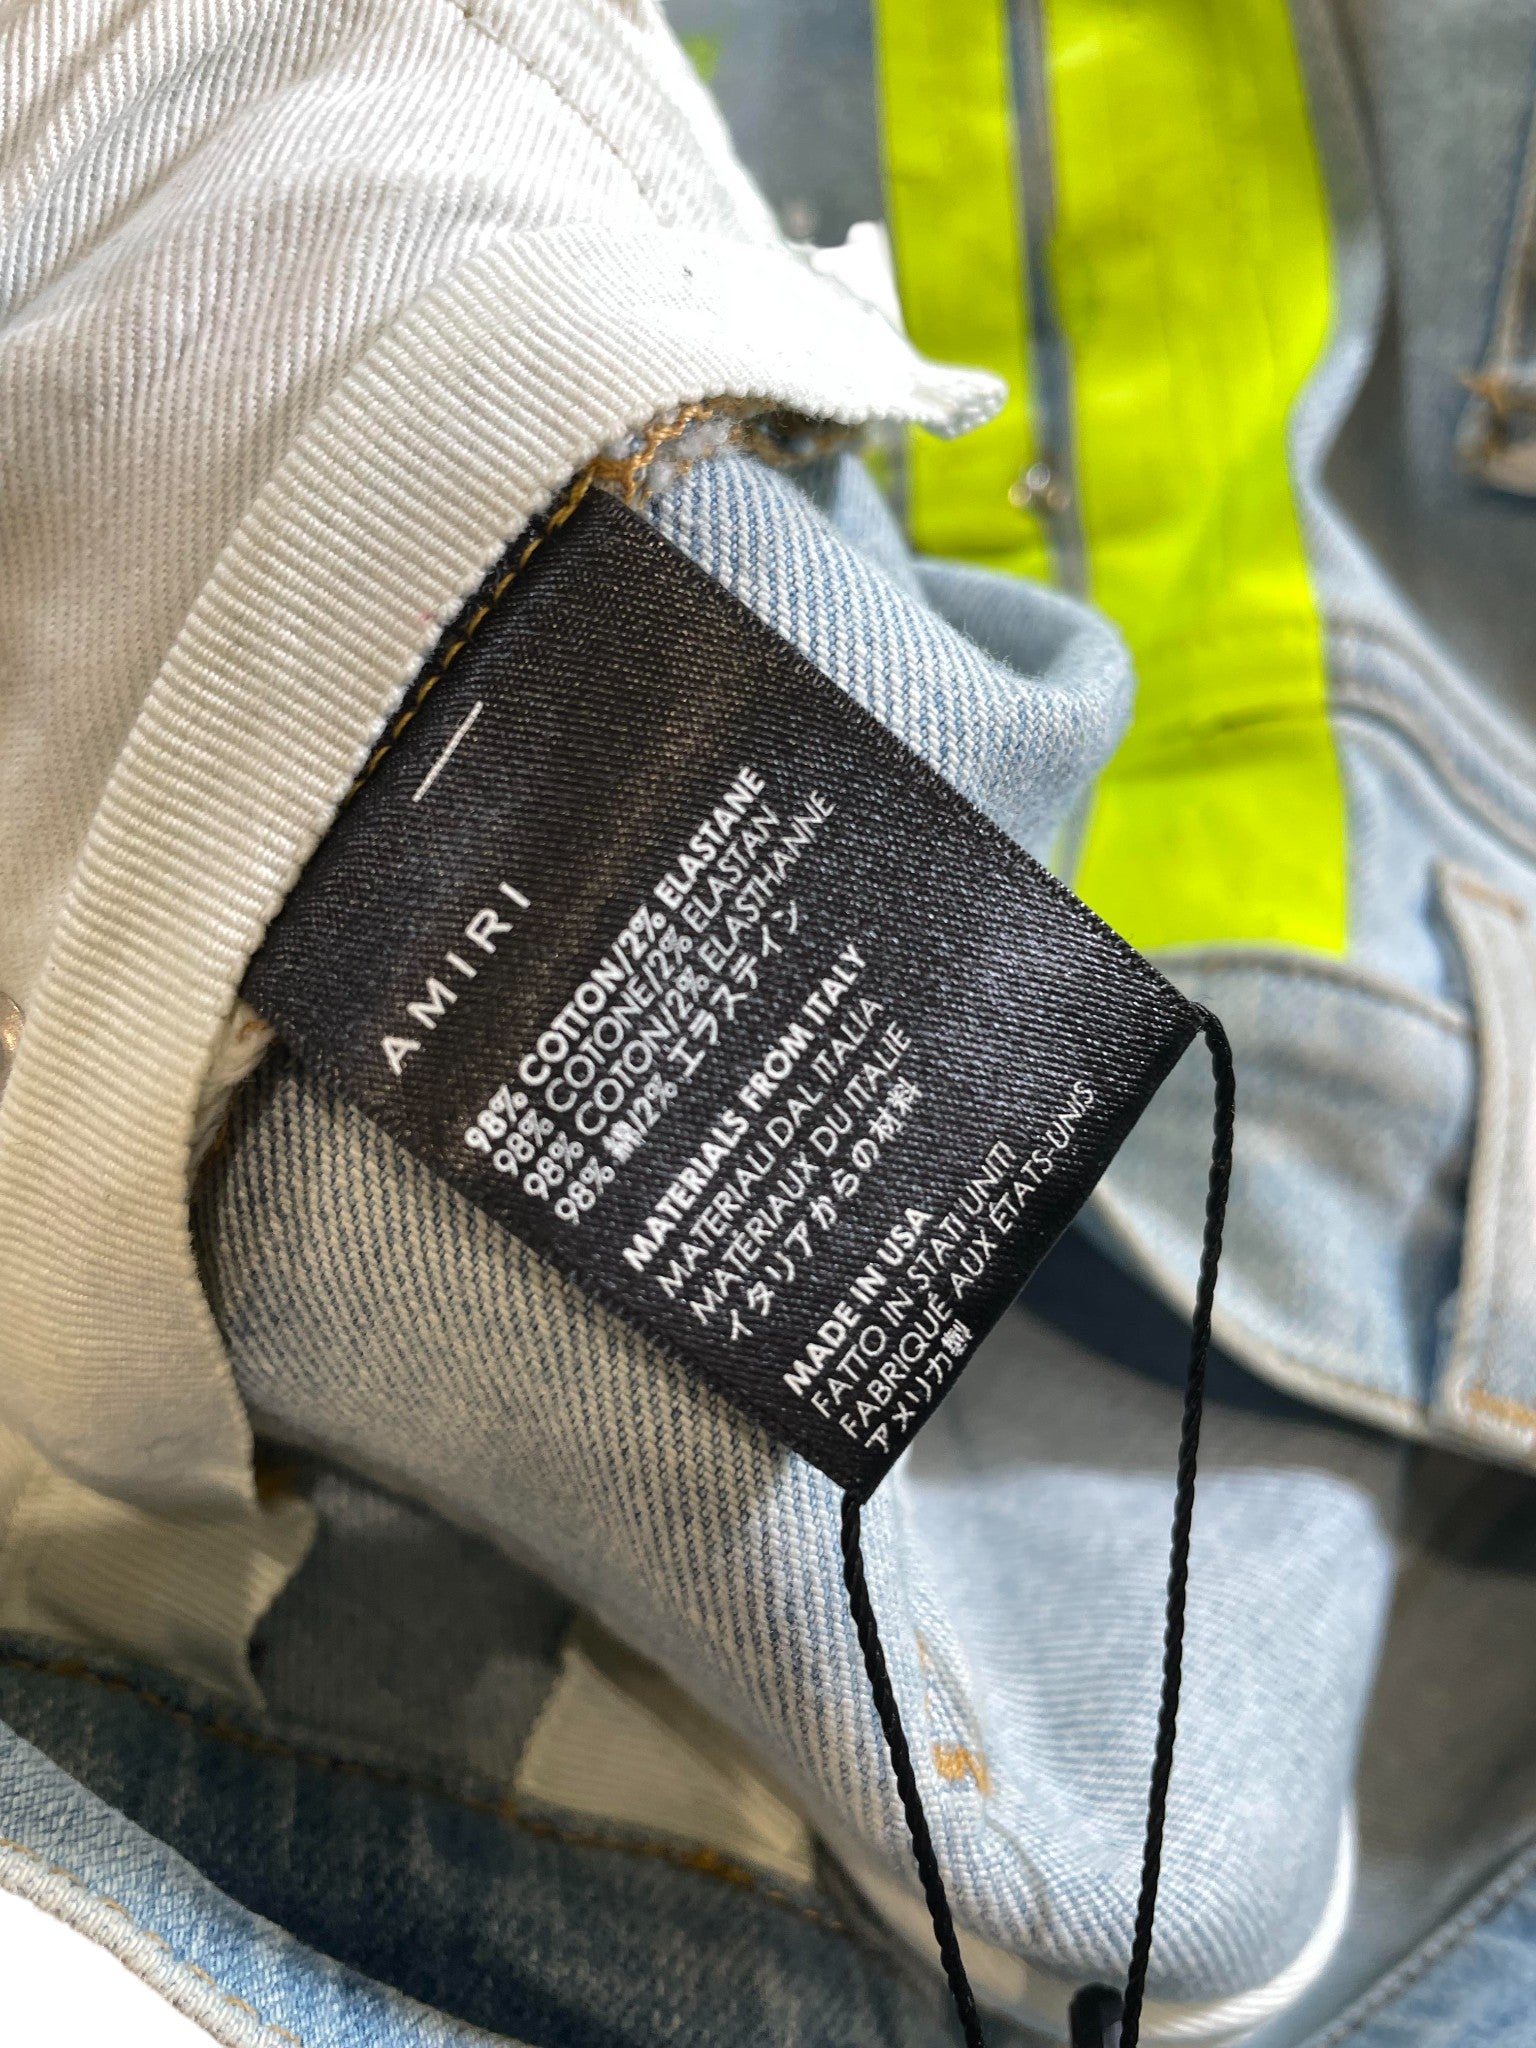 AMIRI
98% COTTON/2% ELASTANE
98% COTONE/2% ELASTAN
98% COTON/2% ELASTHANNE
98% 綿/2% エラステイン
MATERIALS FROM ITALY
MATERIALI DAL ITALIA
MATÉRIAUX DU ITALIE
イタリアからの材料
MADE IN USA
FATTO IN STATI UNITI
FABRIQUÉ AUX ÉTATS-UNIS
アメリカ製